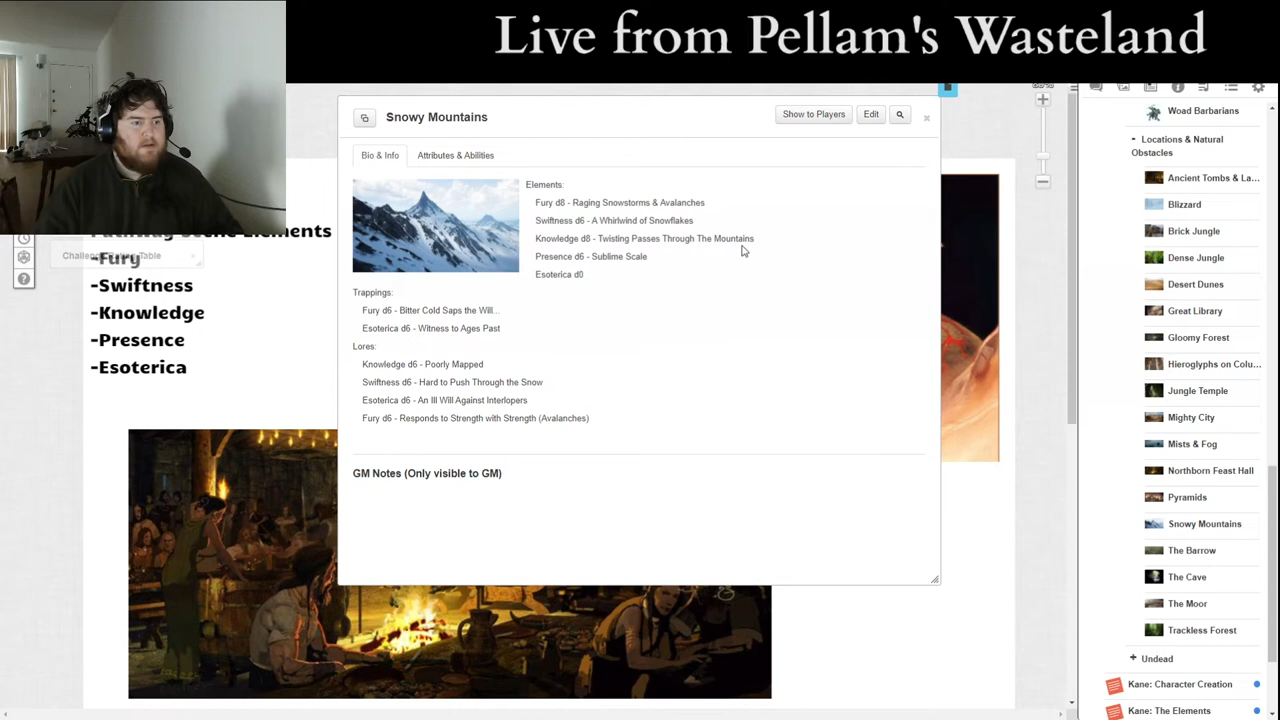 Live from Pellam's Wasteland
Snowy Mountains
Show to Players
Edit
Bio & Info
Attributes & Abilities
Elements:
Fury d8 - Raging Snowstorms & Avalanches
Swiftness d6 - A Whirlwind of Snowflakes
Knowledge d8 - Twisting Passes Through The Mountains
Presence d6 - Sublime Scale
Esoterica d0
Trappings:
Fury d6 - Bitter Cold Saps the Will...
Esoterica d6 - Witness to Ages Past
Lores:
Knowledge d6 - Poorly Mapped
Swiftness d6 - Hard to Push Through the Snow
Esoterica d6 - An Ill Will Against Interlopers
Fury d6 - Responds to Strength with Strength (Avalanches)
GM Notes (Only visible to GM)
Elements
-Fury
-Swiftness
-Knowledge
-Presence
-Esoterica
Woad Barbarians
Locations & Natural
Obstacles
Ancient Tombs & La...
Blizzard
Brick Jungle
Dense Jungle
Desert Dunes
Great Library
Gloomy Forest
Hieroglyphs on Colu...
Jungle Temple
Mighty City
Mists & Fog
Northborn Feast Hall
Pyramids
Snowy Mountains
The Barrow
The Cave
The Moor
Trackless Forest
Undead
Kane: Character Creation
Kane: The Elements